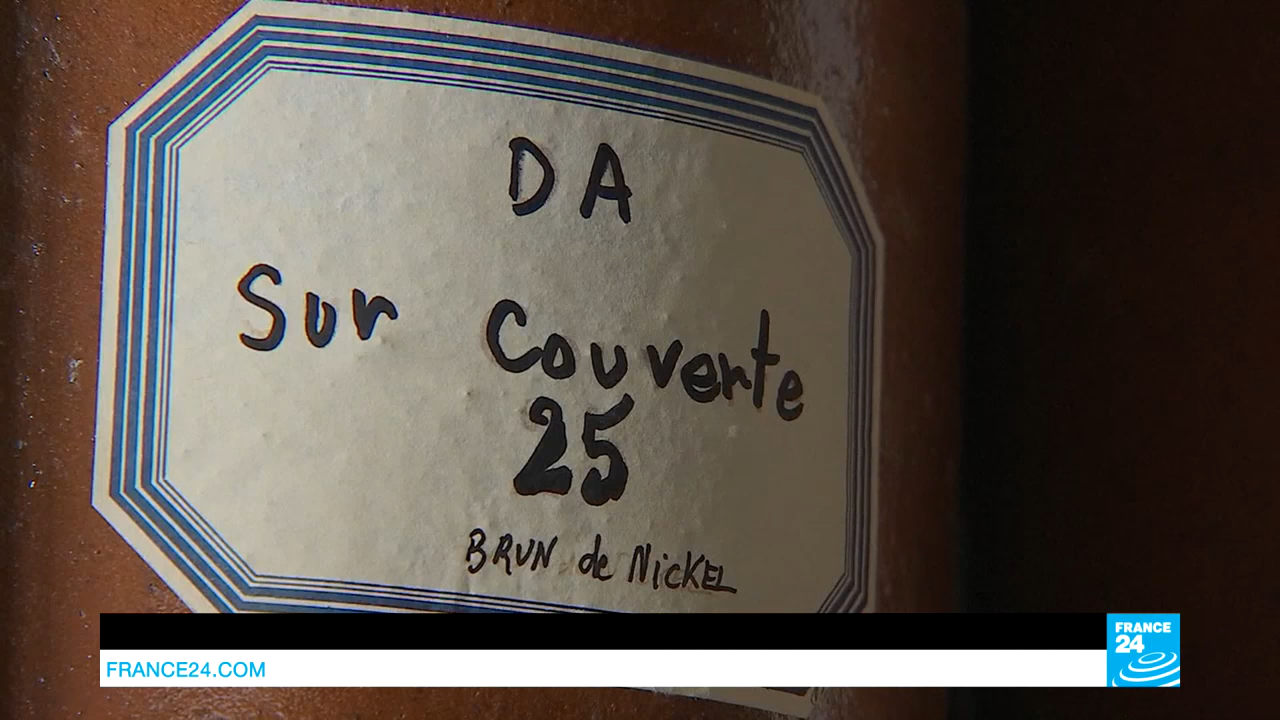 DA
Sur Couverte
25
BRUN de NicKEL
FRANCE
24
FRANCE24.COM